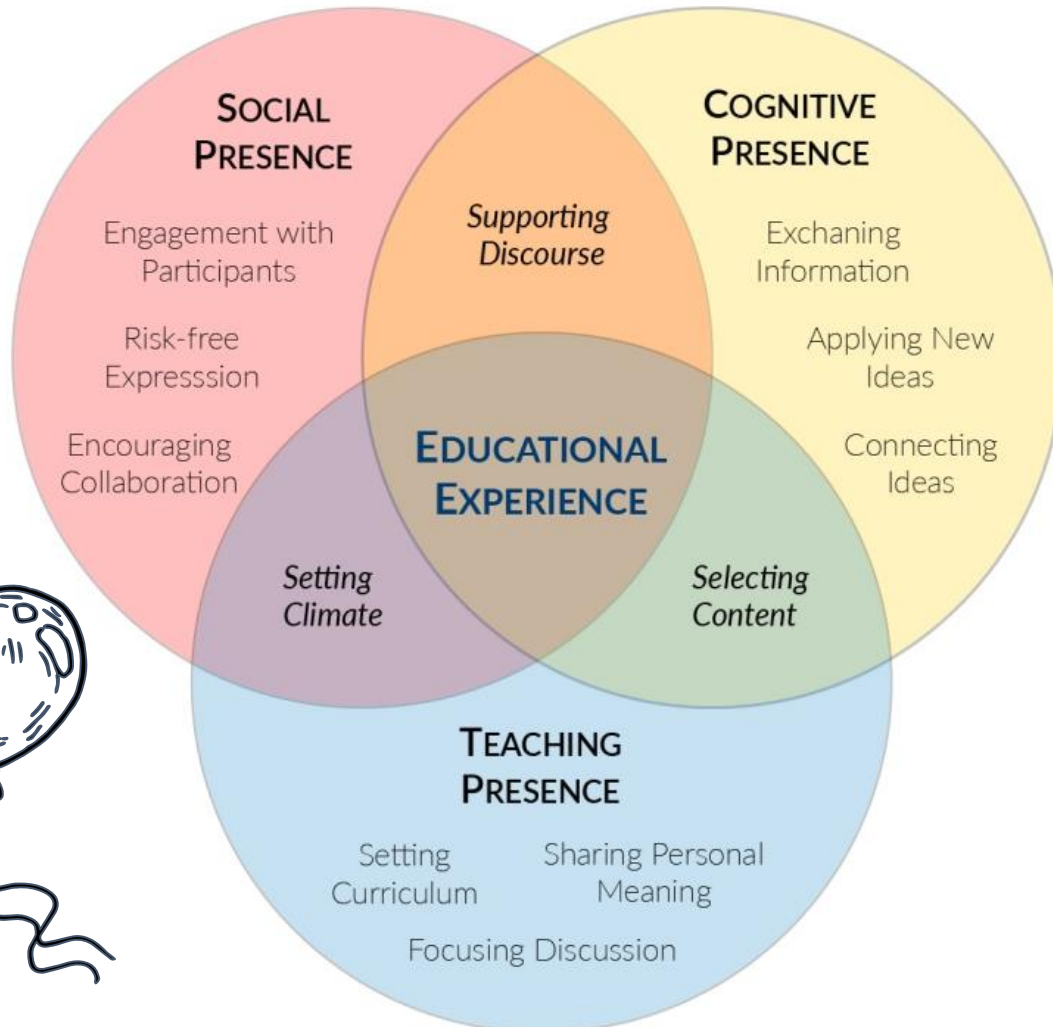 SOCIAL
PRESENCE
Engagement with
Participants
Risk-free
Expresssion
Encouraging
Collaboration
COGNITIVE
PRESENCE
Exchaning
Information
Applying New
Ideas
Connecting
Ideas
Supporting
Discourse
EDUCATIONAL
EXPERIENCE
Setting
Climate
Selecting
Content
TEACHING
PRESENCE
Setting
Curriculum
Sharing Personal
Meaning
Focusing Discussion